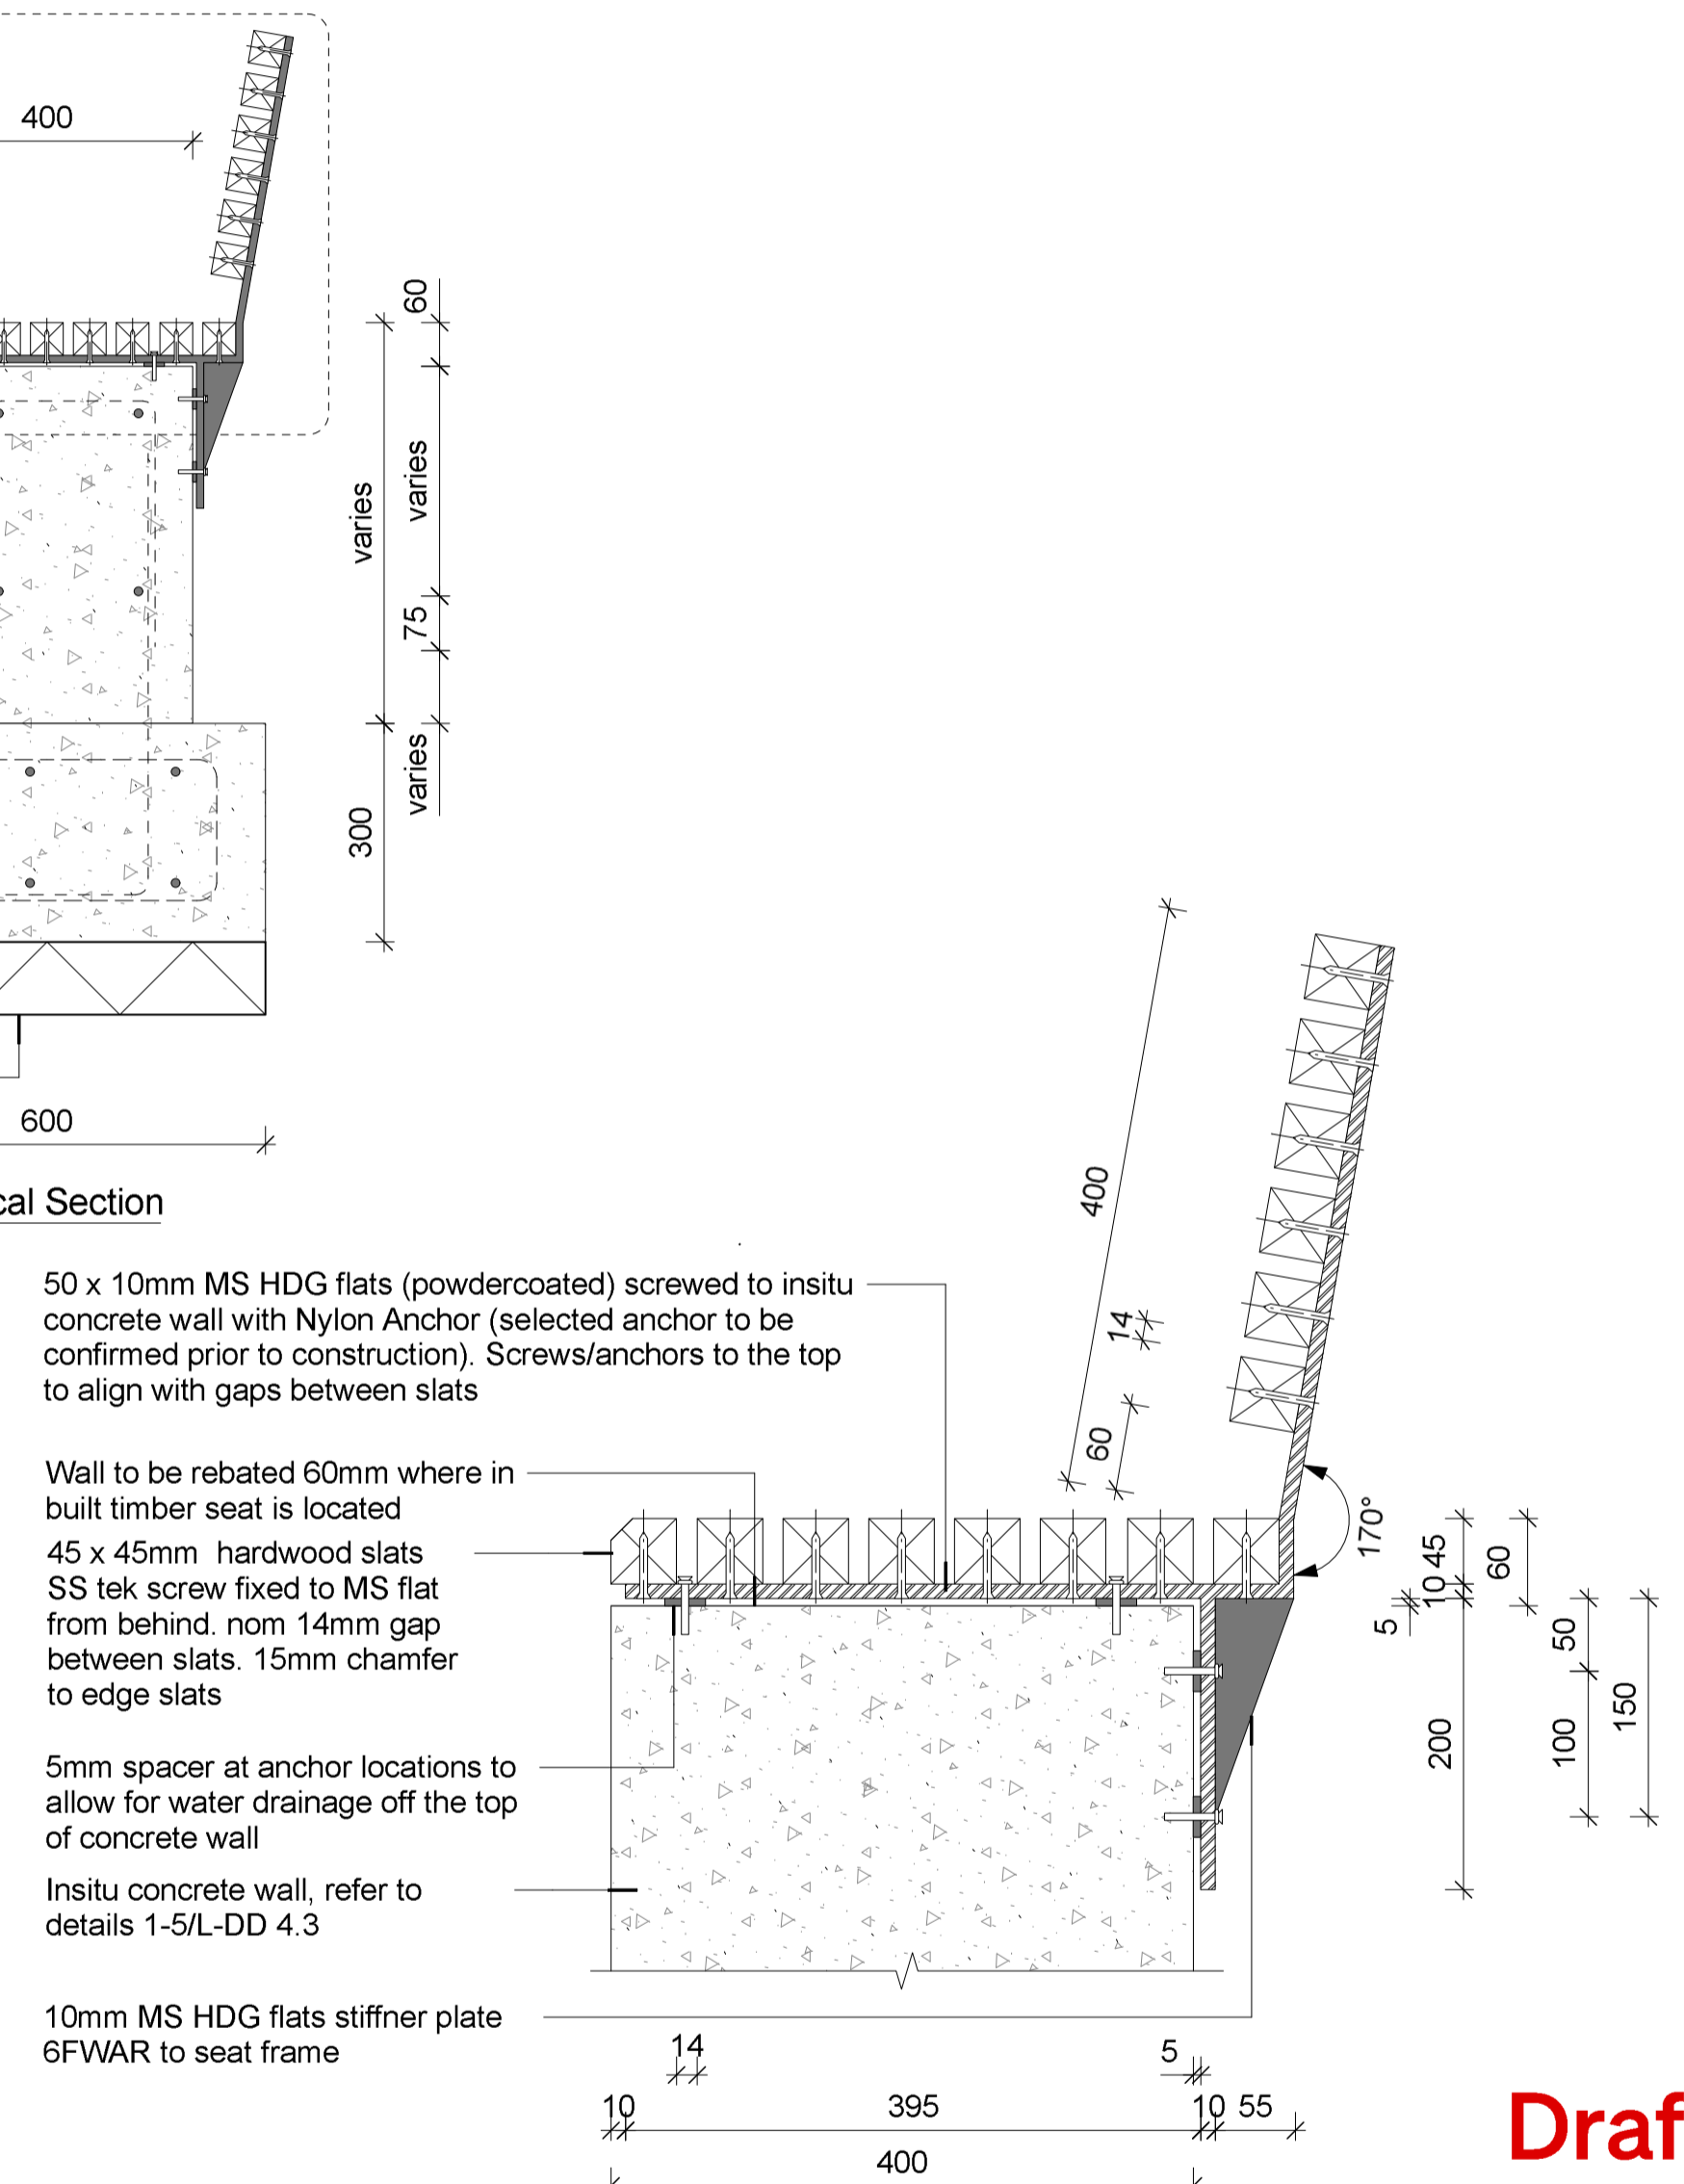 400
60
varies
varies
75
varies
300
600
cal Section
400
14
60
170°
50 x 10mm MS HDG flats (powdercoated) screwed to insitu
concrete wall with Nylon Anchor (selected anchor to be
confirmed prior to construction). Screws/anchors to the top
to align with gaps between slats
Wall to be rebated 60mm where in
built timber seat is located
45 x 45mm hardwood slats
SS tek screw fixed to MS flat
from behind. nom 14mm gap
between slats. 15mm chamfer
to edge slats
5mm spacer at anchor locations to
allow for water drainage off the top
of concrete wall
Insitu concrete wall, refer to
details 1-5/L-DD 4.3
10mm MS HDG flats stiffner plate
6FWAR to seat frame
45
10
60
5
50
200
100
150
14
5
10
395
10
55
400
Draf